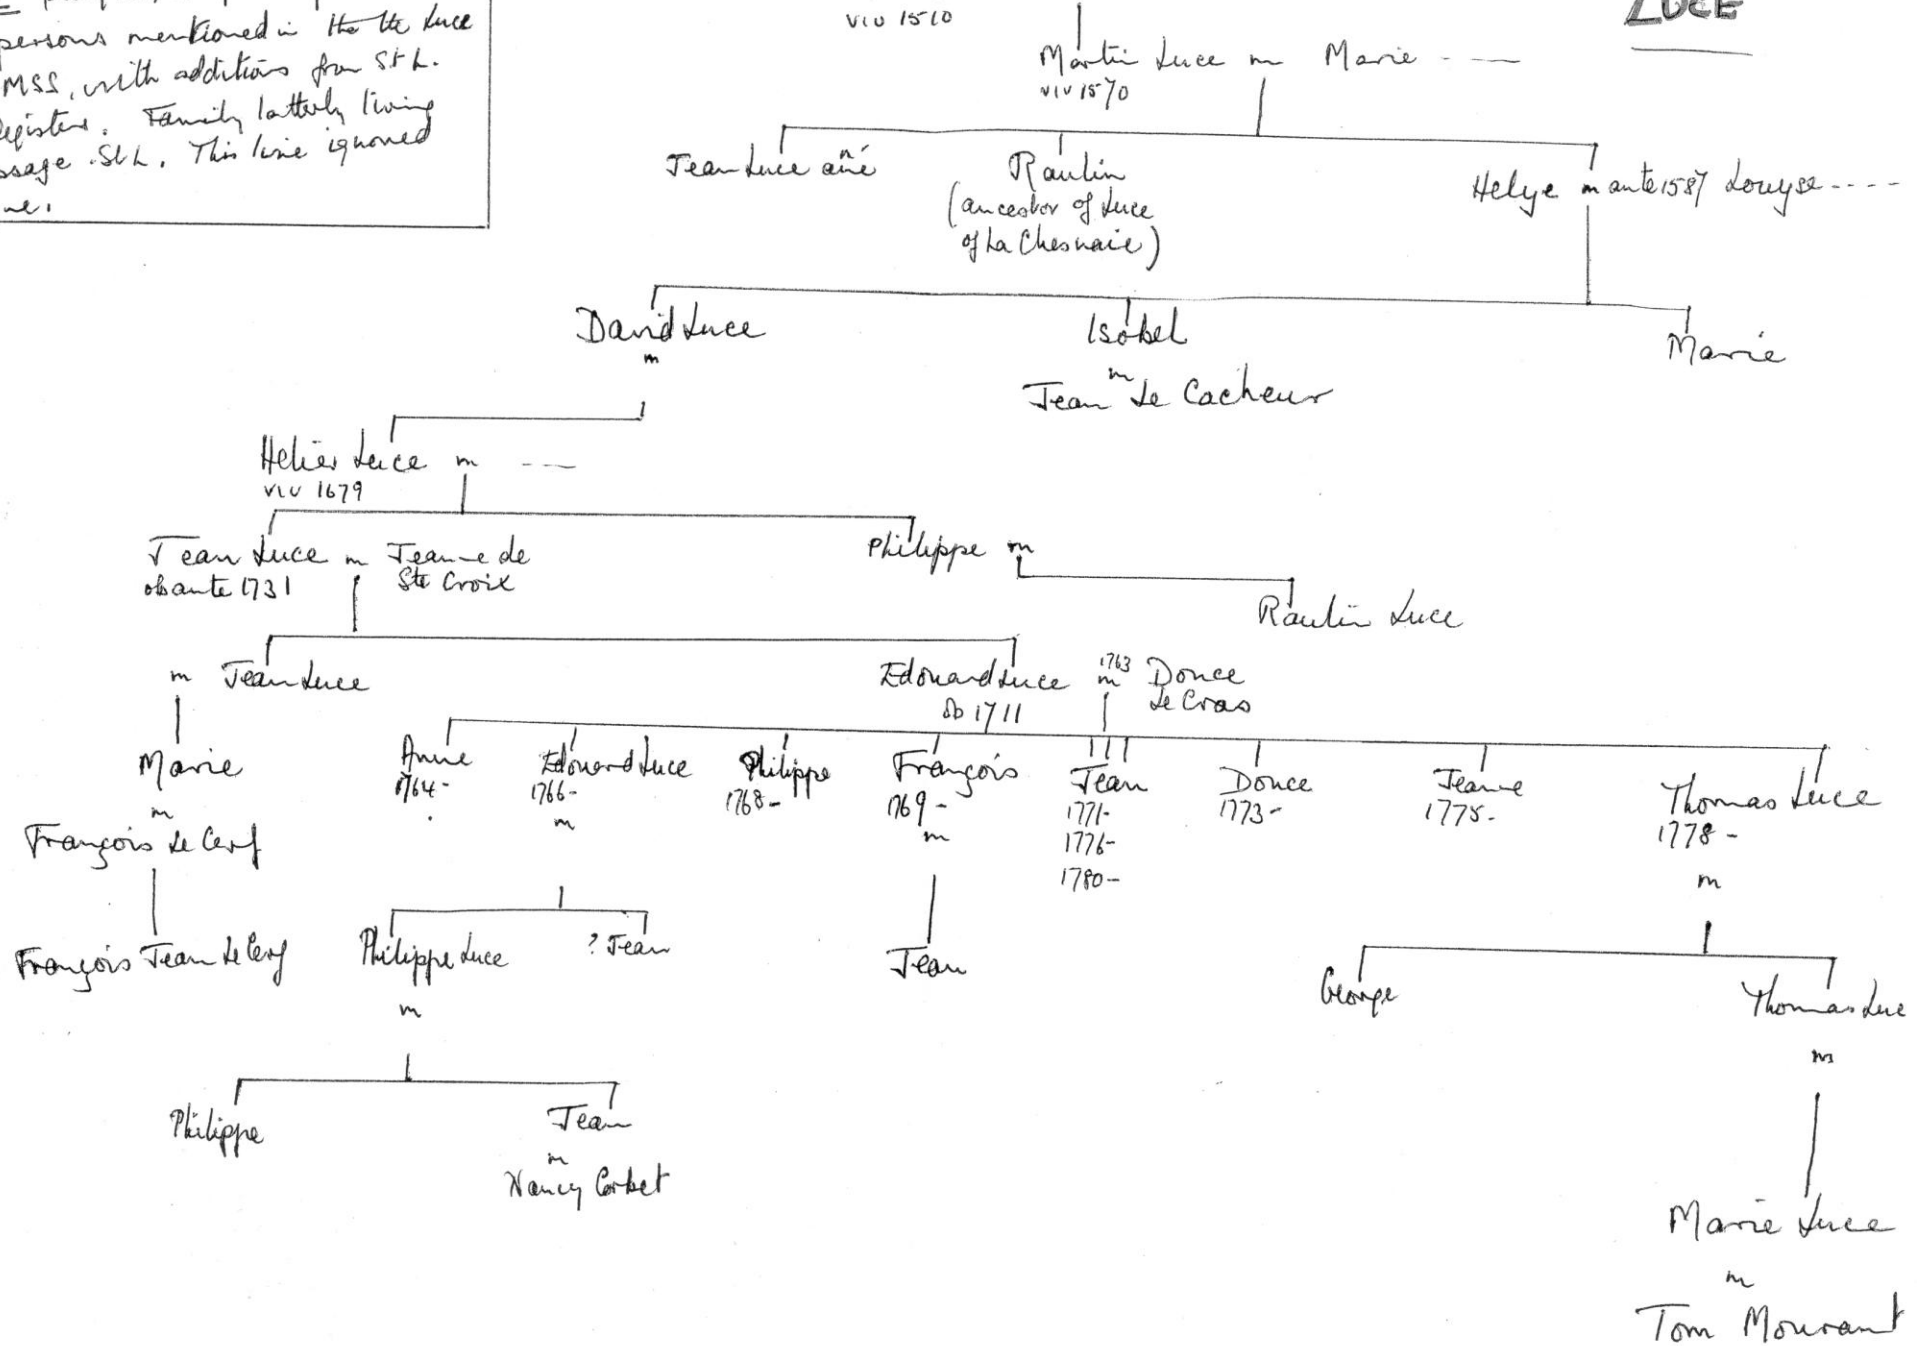 persons mentioned in the Luce
MSS, with additions from St L.
Register. Family latterly living
This line ignored
LUCE
viv 1510
Martin Luce m Marie - - -
viv 1570
Jean Luce ainé
Raulin
(ancestor of Luce
of La Chesnaie)
Helye m ante 1587 Louyse - - - -
David Luce
m
Isobel
m
Jean Le Cacheur
Marie
Helier Luce m - - -
viv 1679
Jean Luce m Jeanne de
Ste Croix
ob ante 1731
Philippe m
Raulin Luce
m Jean Luce
Edouard Luce 1763 m Donce
Le Cras
ob 1711
Marie
m
François Le Cerf
François Jean Le Cerf
Anne
1764-
Edouard Luce
1766-
m
Philippe
1768-
François
1769-
m
Jean
1771-
1776-
1780-
Donce
1773-
Jeanne
1775-
Thomas Luce
1778-
m
Philippe Luce
m
? Jean
Jean
George
Thomas Luce
m
Philippe
Jean
m
Nancy Corbet
Marie Luce
m
Tom Mourant